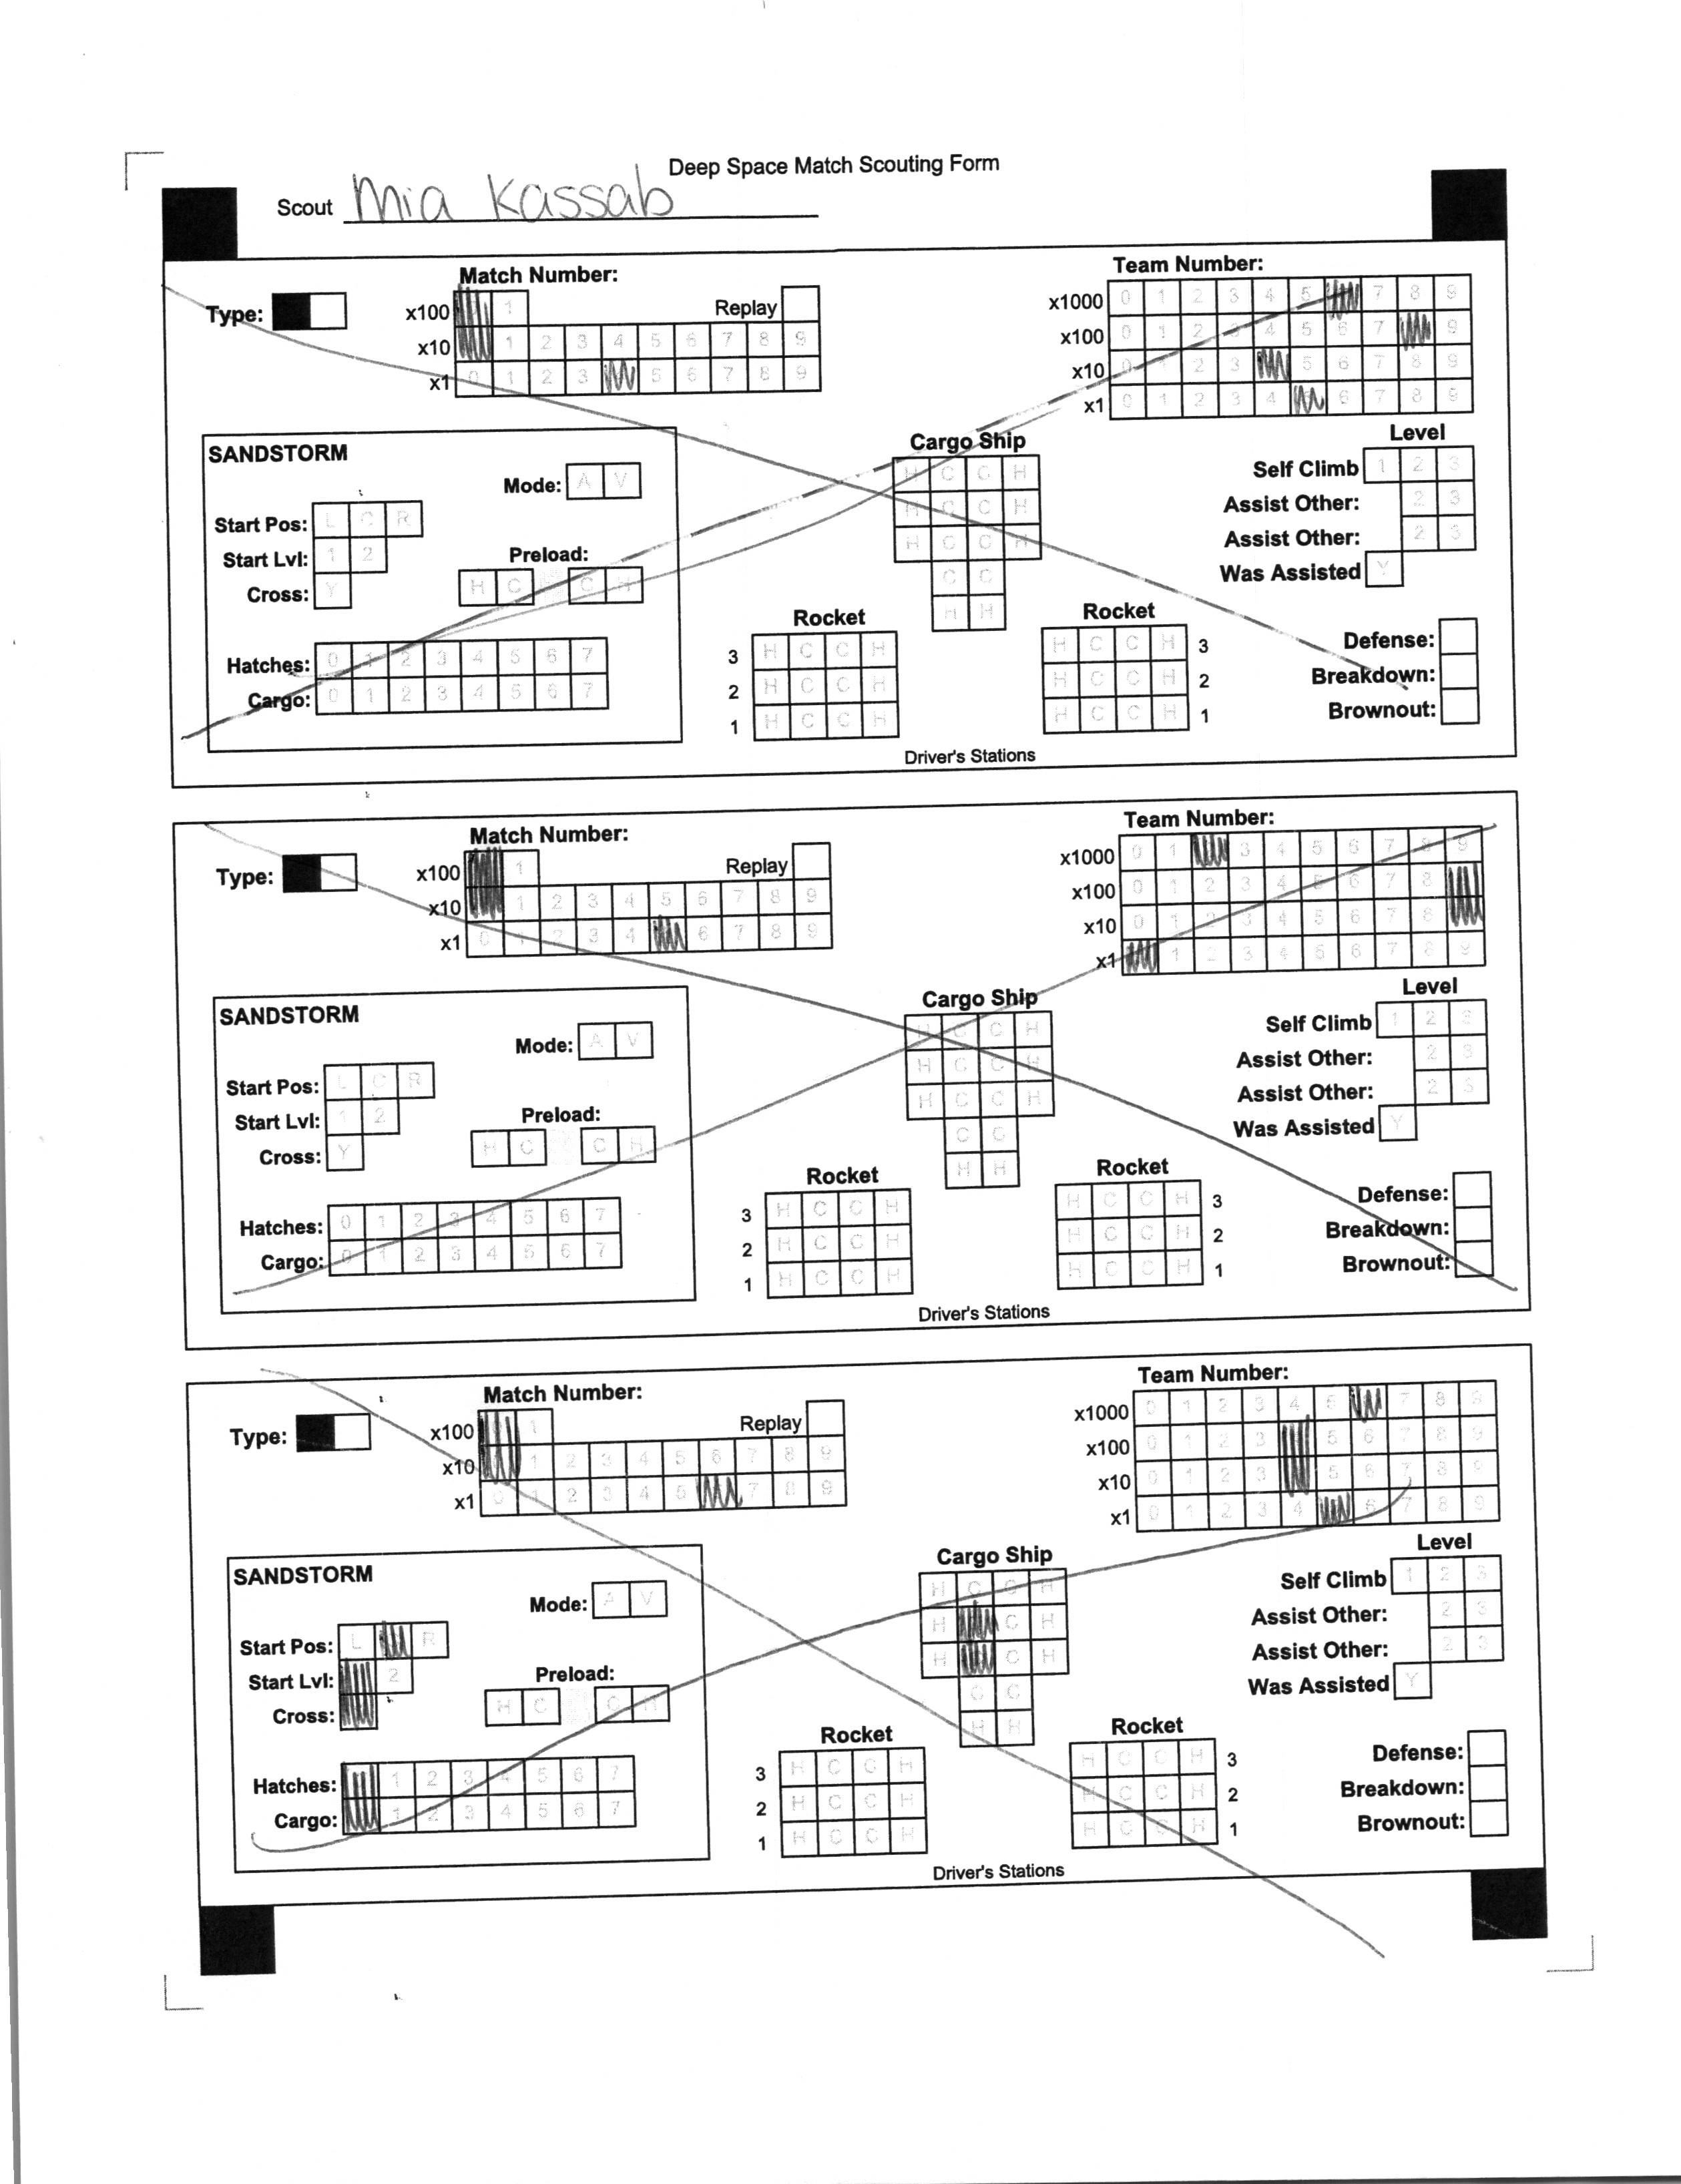 Deep Space Match Scouting Form
Scout Mia Kassab
Match Number:
Team Number:
Type:
x100 1
Replay
x10 1 2 3 4 5 6 7 8 9
x1 0 1 2 3 5 6 7 8 9
x1000 0 1 2 3 4 5 7 8 9
x100 0 1 2 3 4 5 6 7 9
x10 0 1 2 3 5 6 7 8 9
x1 0 1 2 3 4 6 7 8 9
SANDSTORM
Mode: A V
Start Pos: L C R
Start Lvl: 1 2
Cross: Y
Preload:
H C C H
Hatches: 0 1 2 3 4 5 6 7
Cargo: 0 1 2 3 4 5 6 7
Cargo Ship
H C C H
H C C H
H C C H
C C
H H
Level
Self Climb 1 2 3
Assist Other: 2 3
Assist Other: 2 3
Was Assisted Y
Rocket
3 H C C H
2 H C C H
1 H C C H
Rocket
H C C H 3
H C C H 2
H C C H 1
Defense:
Breakdown:
Brownout:
Driver's Stations
Match Number:
Team Number:
Type:
x100 1
Replay
x10 1 2 3 4 5 6 7 8 9
x1 0 1 2 3 4 6 7 8 9
x1000 0 1 3 4 5 6 7 8 9
x100 0 1 2 3 4 5 6 7 8
x10 0 1 2 3 4 5 6 7 8
x1 1 2 3 4 5 6 7 8 9
SANDSTORM
Mode: A V
Start Pos: L C R
Start Lvl: 1 2
Cross: Y
Preload:
H C C H
Hatches: 0 1 2 3 4 5 6 7
Cargo: 0 1 2 3 4 5 6 7
Cargo Ship
H C C H
H C C H
H C C H
C C
H H
Level
Self Climb 1 2 3
Assist Other: 2 3
Assist Other: 2 3
Was Assisted Y
Rocket
3 H C C H
2 H C C H
1 H C C H
Rocket
H C C H 3
H C C H 2
H C C H 1
Defense:
Breakdown:
Brownout:
Driver's Stations
Match Number:
Team Number:
Type:
x100 1
Replay
x10 1 2 3 4 5 6 7 8 9
x1 0 1 2 3 4 5 7 8 9
x1000 0 1 2 3 4 5 7 8 9
x100 0 1 2 3 5 6 7 8 9
x10 0 1 2 3 5 6 7 8 9
x1 0 1 2 3 4 6 7 8 9
SANDSTORM
Mode: A V
Start Pos: L R
Start Lvl: 2
Cross:
Preload:
H C C H
Hatches: 1 2 3 4 5 6 7
Cargo: 1 2 3 4 5 6 7
Cargo Ship
H C C H
H C H
H C H
C C
H H
Level
Self Climb 1 2 3
Assist Other: 2 3
Assist Other: 2 3
Was Assisted Y
Rocket
3 H C C H
2 H C C H
1 H C C H
Rocket
H C C H 3
H C C H 2
H C C H 1
Defense:
Breakdown:
Brownout:
Driver's Stations